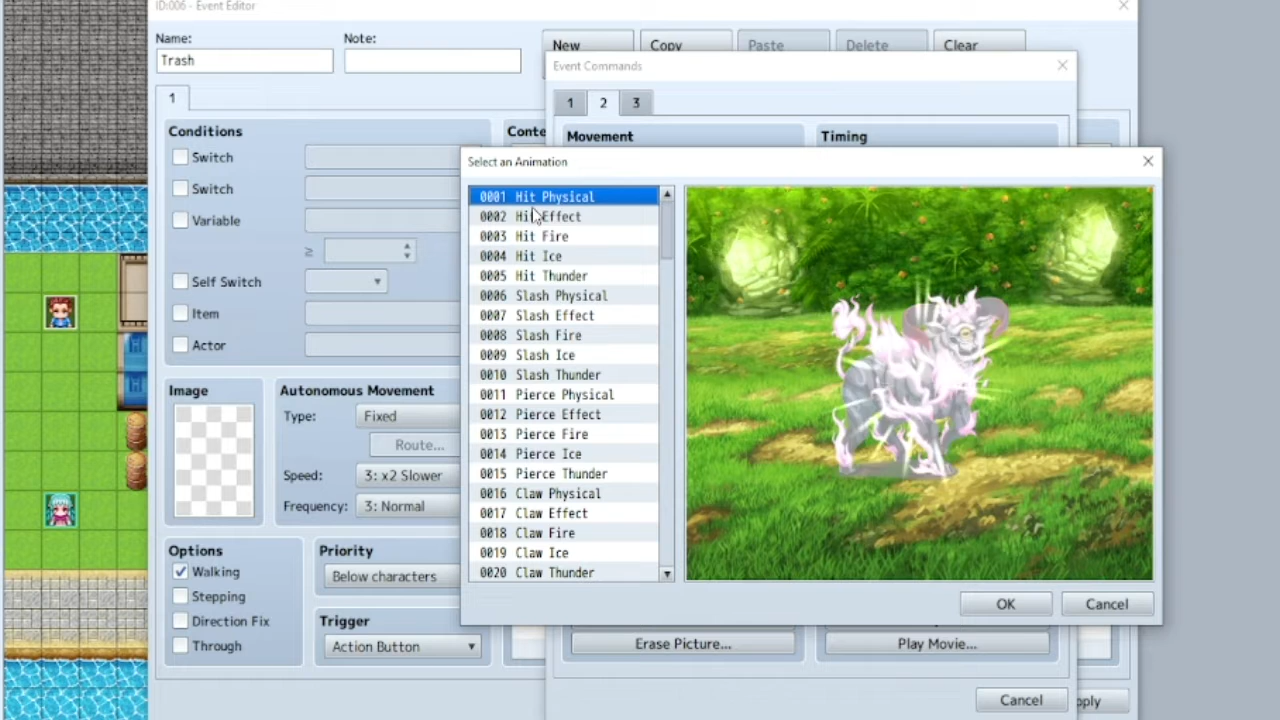 ID:006 - Event Editor
Name:
Note:
Trash
New
Copy
Paste
Delete
Clear
Event Commands
1
1
2
3
Conditions
Conte
Movement
Timing
Switch
Switch
Variable
≥
Self Switch
Item
Actor
Select an Animation
0001 Hit Physical
0002 Hit Effect
0003 Hit Fire
0004 Hit Ice
0005 Hit Thunder
0006 Slash Physical
0007 Slash Effect
0008 Slash Fire
0009 Slash Ice
0010 Slash Thunder
0011 Pierce Physical
0012 Pierce Effect
0013 Pierce Fire
0014 Pierce Ice
0015 Pierce Thunder
0016 Claw Physical
0017 Claw Effect
0018 Claw Fire
0019 Claw Ice
0020 Claw Thunder
OK
Cancel
Image
Autonomous Movement
Type:
Fixed
Route...
Speed:
3: x2 Slower
Frequency:
3: Normal
Options
Walking
Stepping
Direction Fix
Through
Priority
Below characters
Trigger
Action Button
Erase Picture...
Play Movie...
Cancel
pply